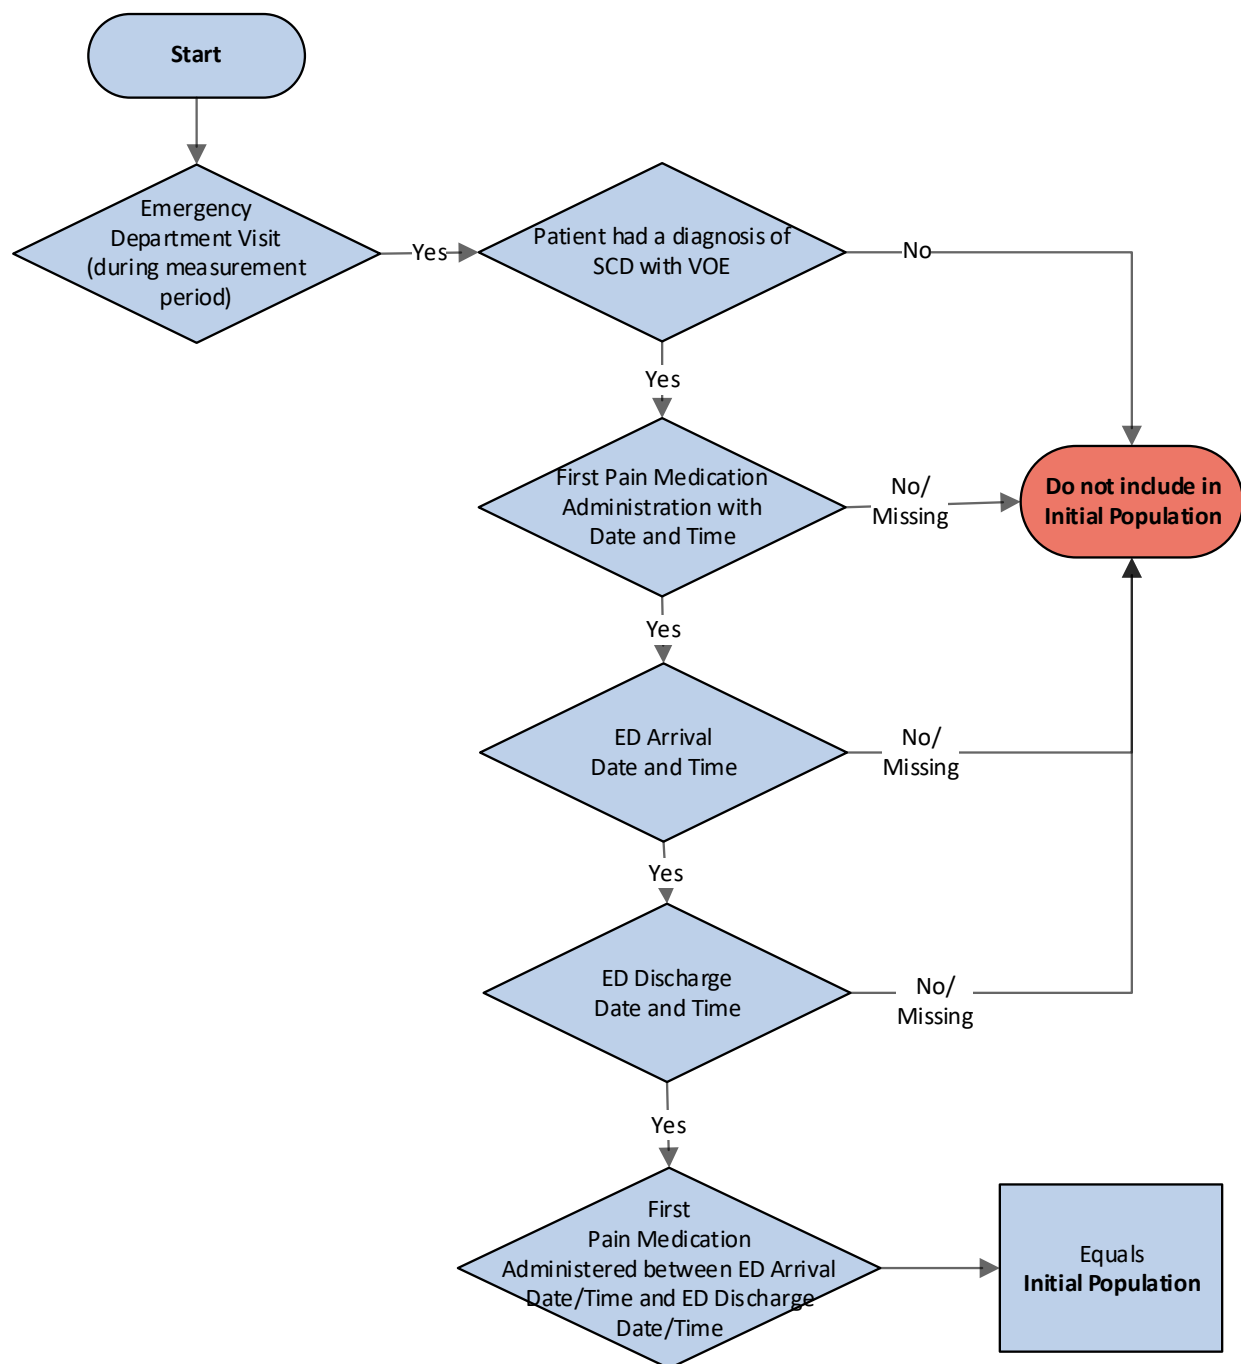 Start
Emergency
Department Visit
(during measurement
period)
Yes
Patient had a diagnosis of
SCD with VOE
No
Yes
First Pain Medication
Administration with
Date and Time
No/
Missing
Do not include in
Initial Population
Yes
ED Arrival
Date and Time
No/
Missing
Yes
ED Discharge
Date and Time
No/
Missing
Yes
First
Pain Medication
Administered between ED Arrival
Date/Time and ED Discharge
Date/Time
Equals
Initial Population